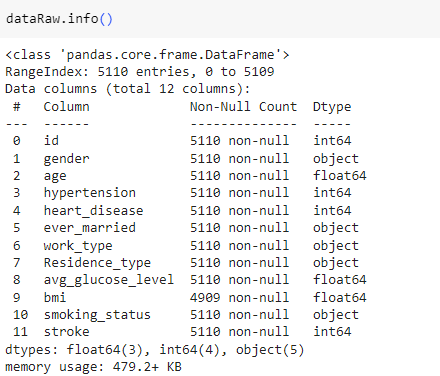 dataRaw.info()
<class 'pandas.core.frame.DataFrame'>
RangeIndex: 5110 entries, 0 to 5109
Data columns (total 12 columns):
 #   Column             Non-Null Count  Dtype
---  ------             --------------  -----
 0   id                 5110 non-null   int64
 1   gender             5110 non-null   object
 2   age                5110 non-null   float64
 3   hypertension       5110 non-null   int64
 4   heart_disease      5110 non-null   int64
 5   ever_married       5110 non-null   object
 6   work_type          5110 non-null   object
 7   Residence_type     5110 non-null   object
 8   avg_glucose_level  5110 non-null   float64
 9   bmi                4909 non-null   float64
 10  smoking_status     5110 non-null   object
 11  stroke             5110 non-null   int64
dtypes: float64(3), int64(4), object(5)
memory usage: 479.2+ KB